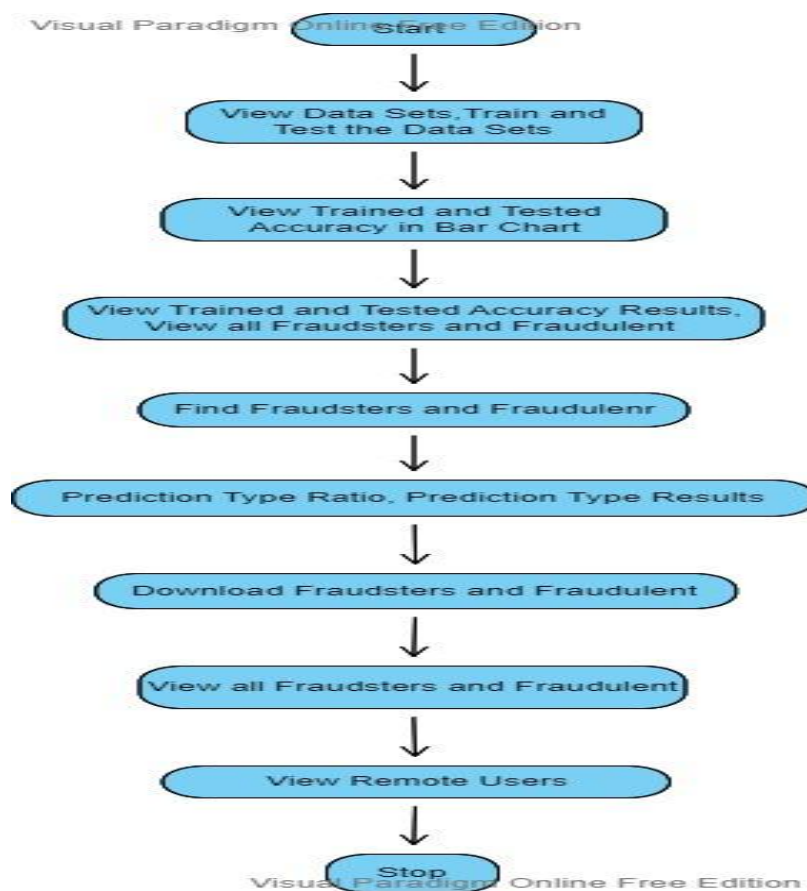 Visual Paradigm Online Free Edition
Start
View Data Sets,Train and
Test the Data Sets
View Trained and Tested
Accuracy in Bar Chart
View Trained and Tested Accuracy Results,
View all Fraudsters and Fraudulent
Find Fraudsters and Fraudulenr
Prediction Type Ratio, Prediction Type Results
Download Fraudsters and Fraudulent
View all Fraudsters and Fraudulent
View Remote Users
Stop
Visual Paradigm Online Free Edition